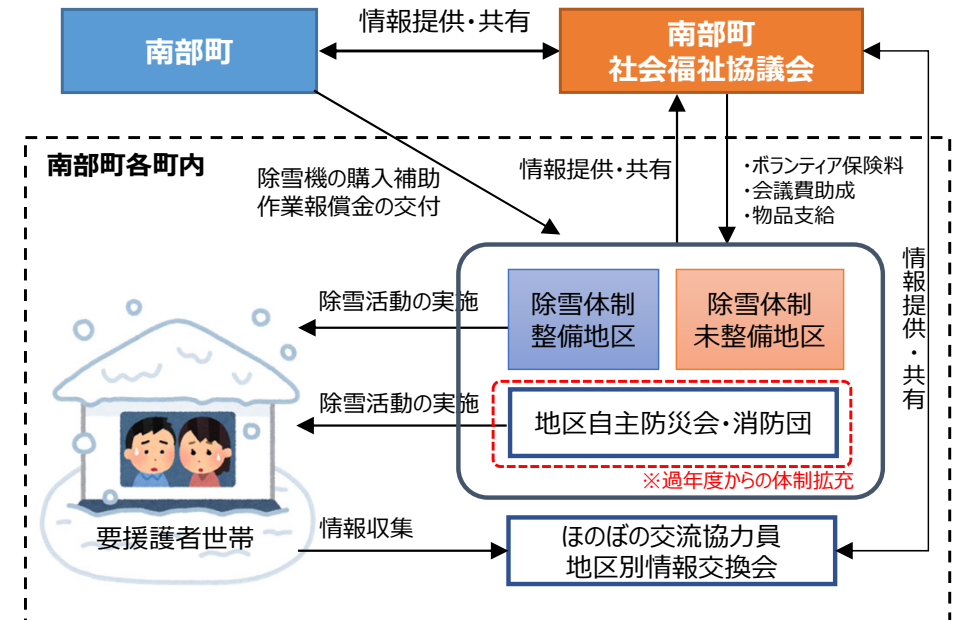 情報提供・共有
南部町
南部町
社会福祉協議会
南部町各町内
除雪機の購入補助
作業報償金の交付
情報提供・共有
・ボランティア保険料
・会議費助成
・物品支給
情報提供・共有
除雪活動の実施
除雪体制
整備地区
除雪体制
未整備地区
除雪活動の実施
地区自主防災会・消防団
※過年度からの体制拡充
要援護者世帯
情報収集
ほのぼの交流協力員
地区別情報交換会